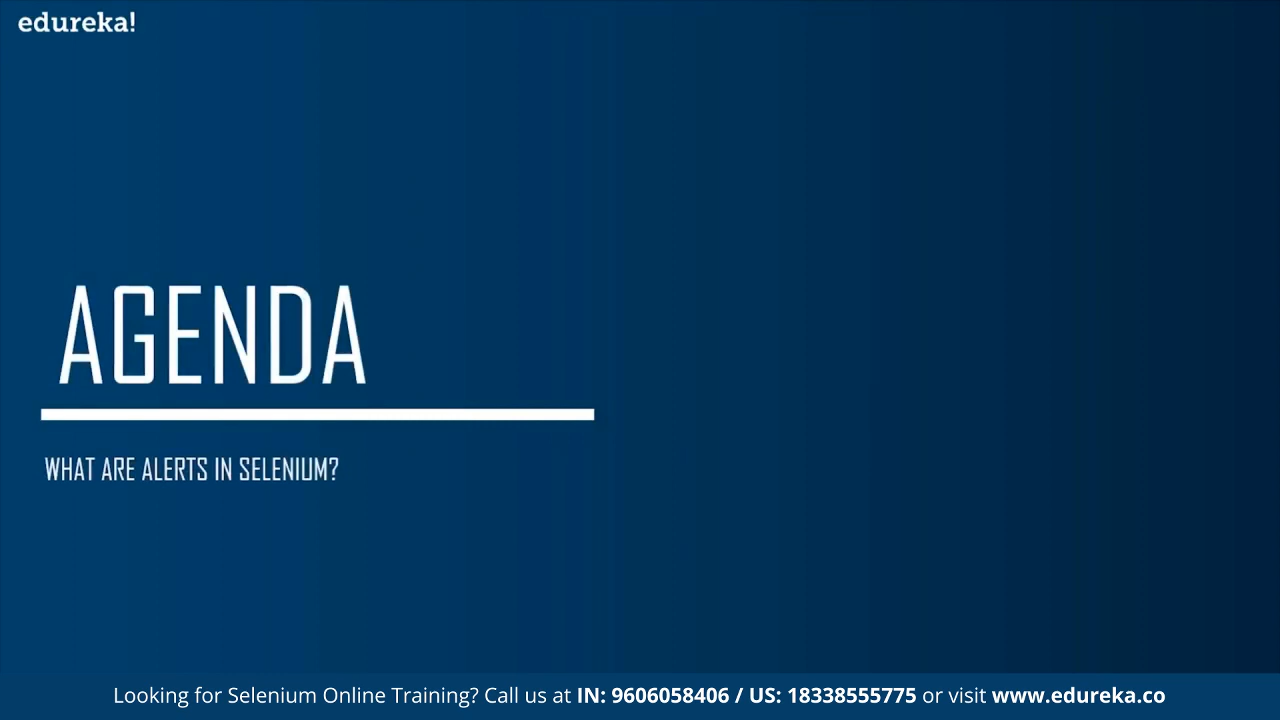 edureka!
AGENDA
WHAT ARE ALERTS IN SELENIUM?
Looking for Selenium Online Training? Call us at IN: 9606058406 / US: 18338555775 or visit www.edureka.co